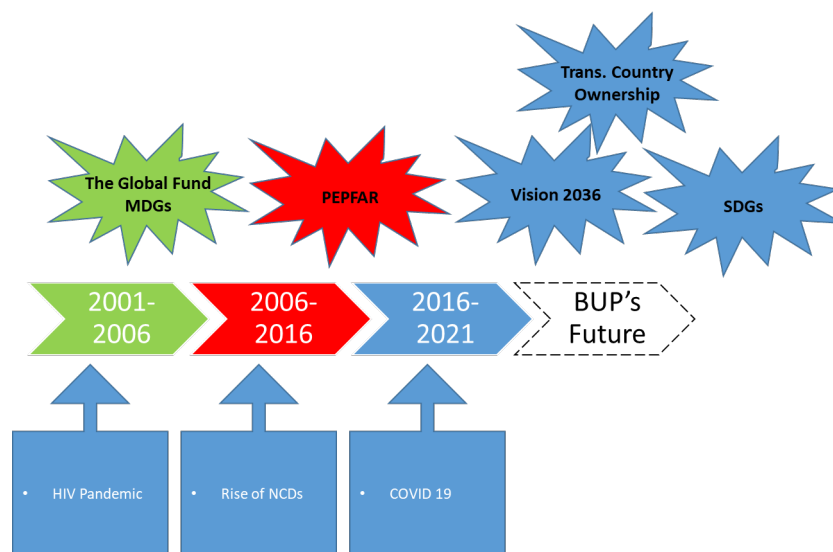 Trans. Country
Ownership
The Global Fund
MDGs
PEPFAR
Vision 2036
SDGs
2001-
2006
2006-
2016
2016-
2021
BUP's
Future
• HIV Pandemic
• Rise of NCDs
• COVID 19